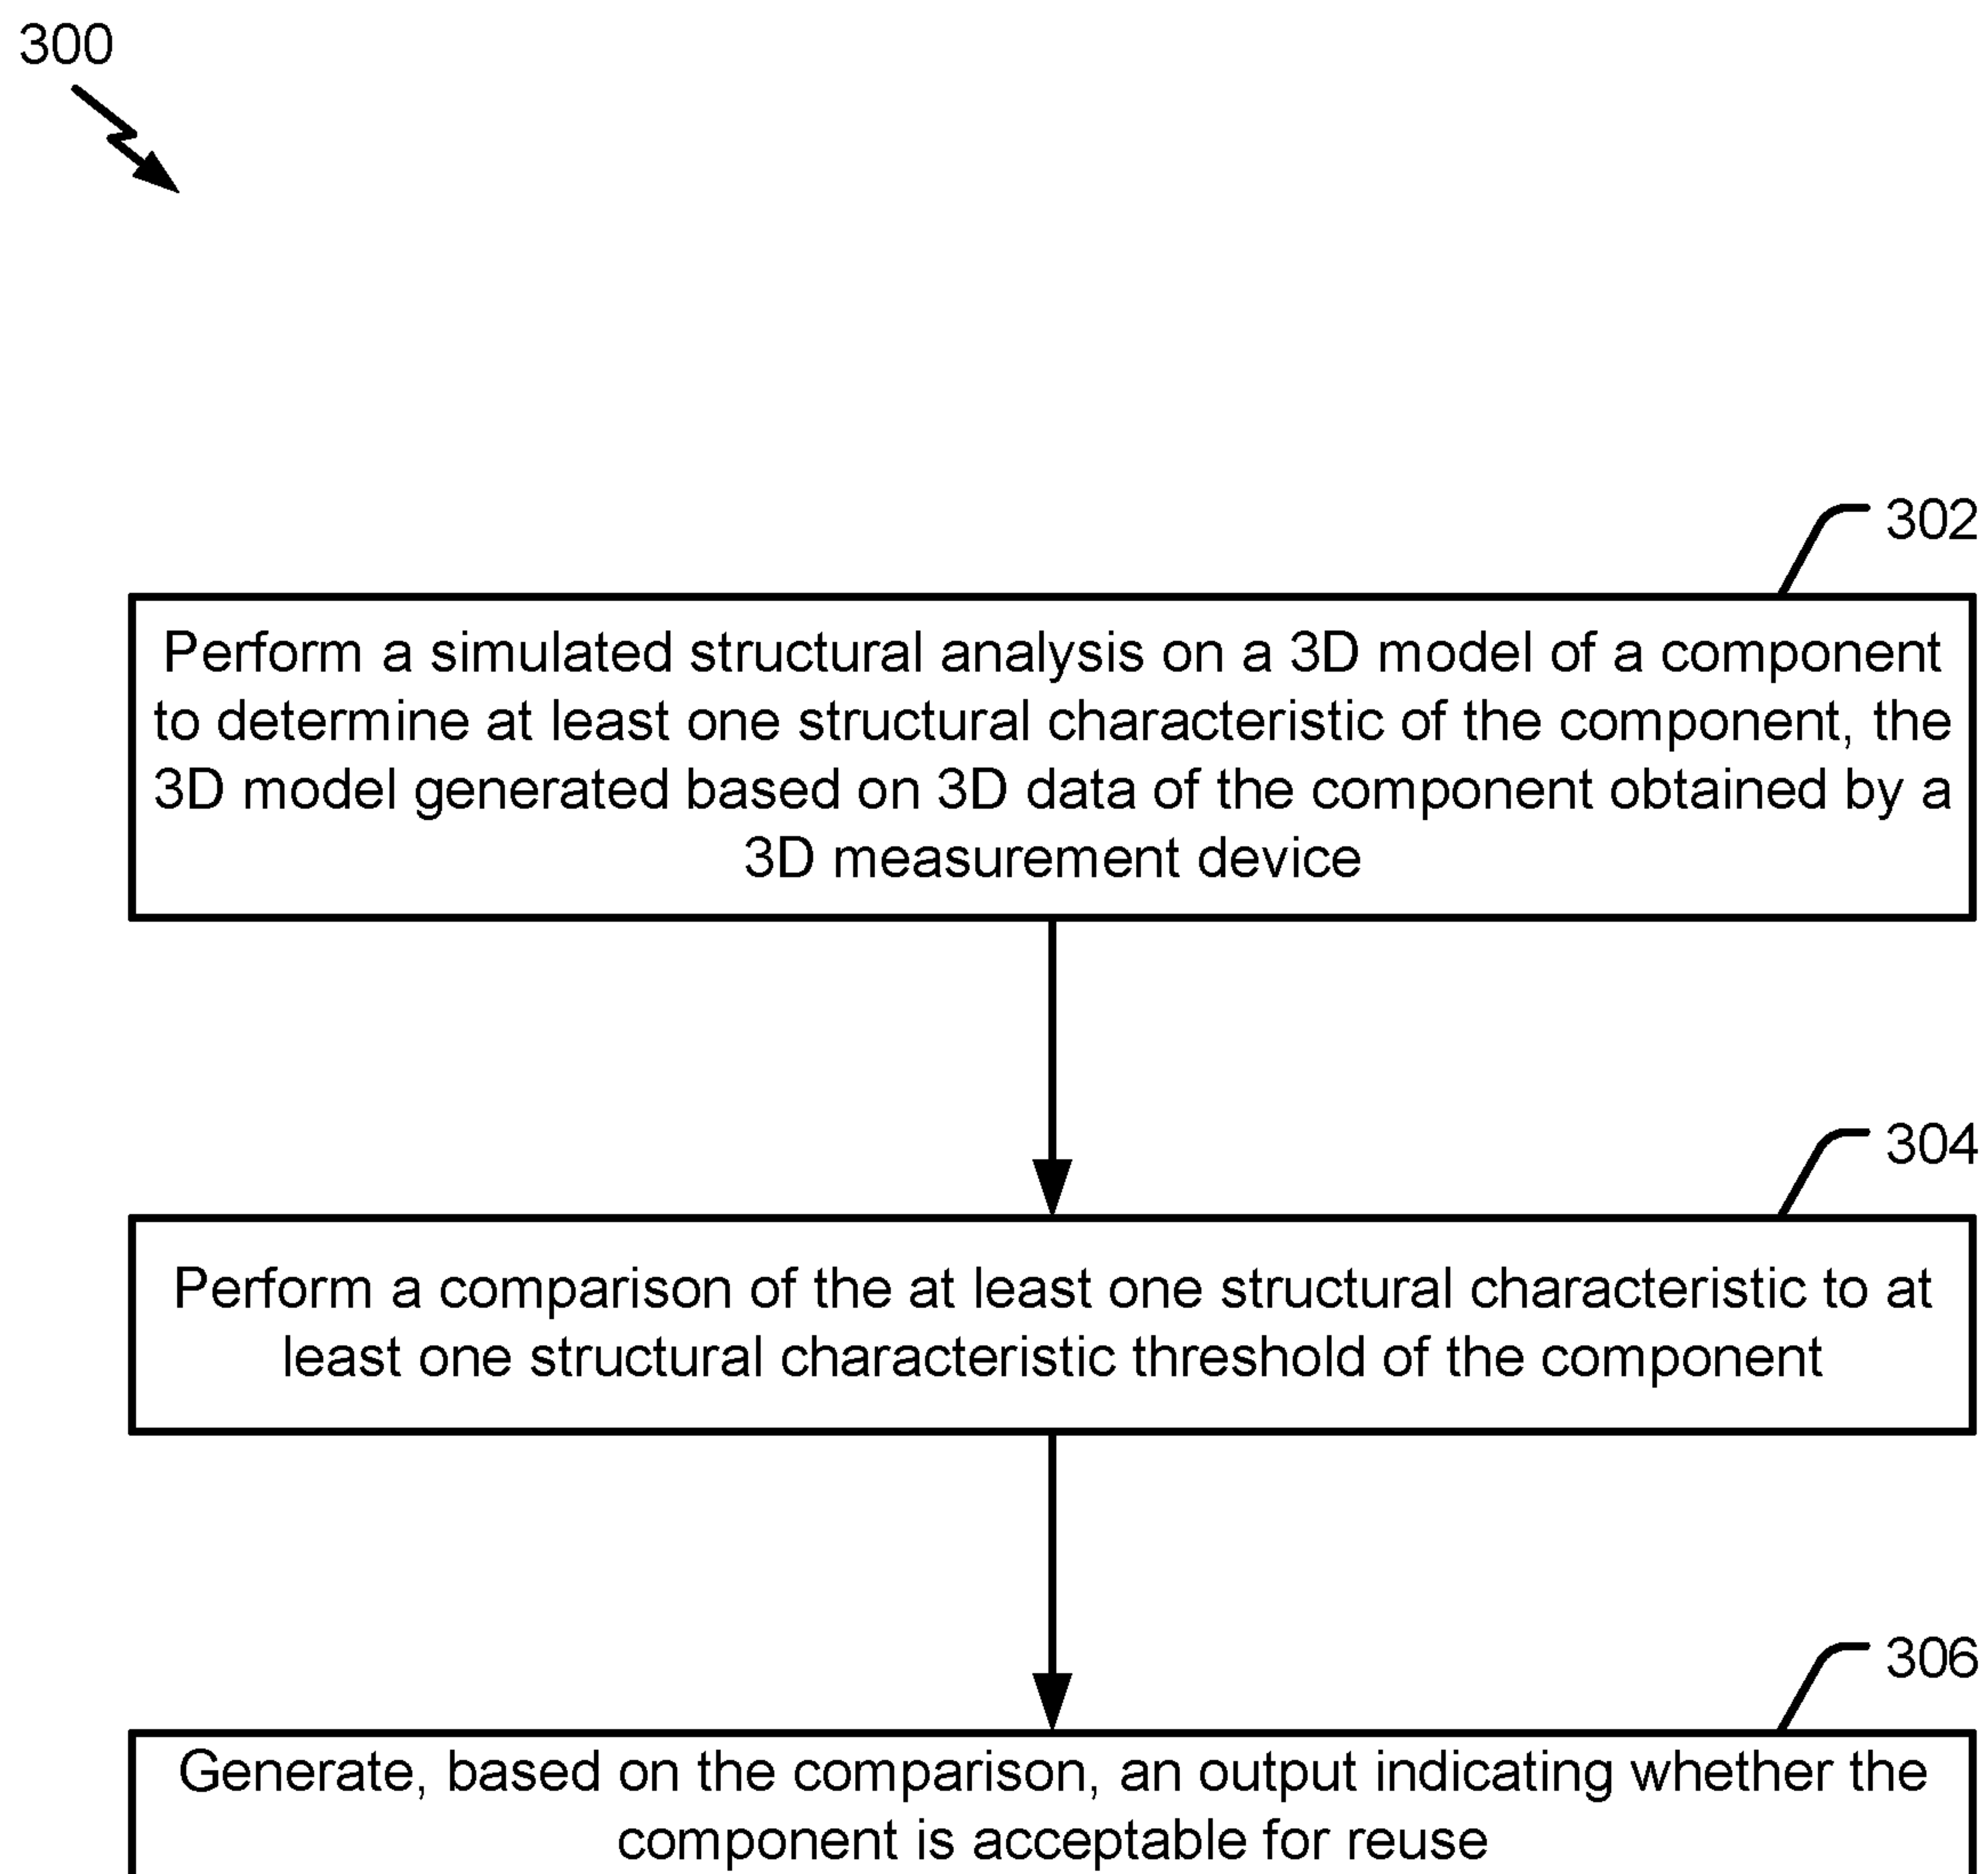 300
302
Perform a simulated structural analysis on a 3D model of a component
to determine at least one structural characteristic of the component, the
3D model generated based on 3D data of the component obtained by a
3D measurement device
304
Perform a comparison of the at least one structural characteristic to at
least one structural characteristic threshold of the component
306
Generate, based on the comparison, an output indicating whether the
component is acceptable for reuse